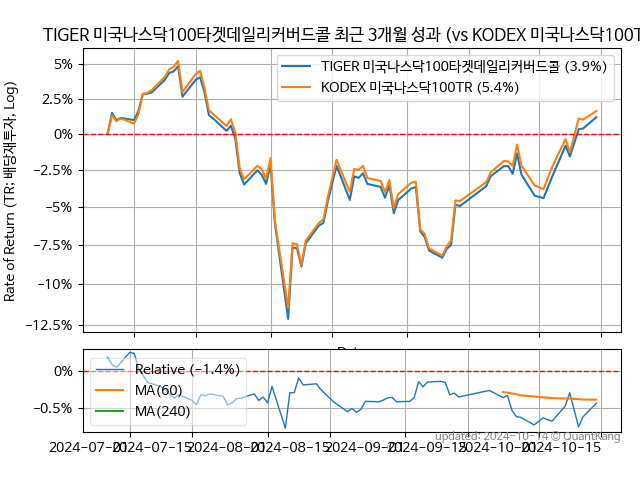 TIGER 미국나스닥100타겟데일리커버드콜 최근 3개월 성과 (vs KODEX 미국나스닥100T
TIGER 미국나스닥100타겟데일리커버드콜 (3.9%)
KODEX 미국나스닥100TR (5.4%)
5%
2.5%
0%
−2.5%
−5%
−7.5%
−10%
−12.5%
Rate of Return (TR: 배당재투자, Log)
Relative (−1.4%)
MA(60)
MA(240)
0%
−0.5%
updated: 2024-10-14 © QuantKang
2024-07-01
2024-07-15
2024-08-01
2024-08-15
2024-09-01
2024-09-15
2024-10-01
2024-10-15